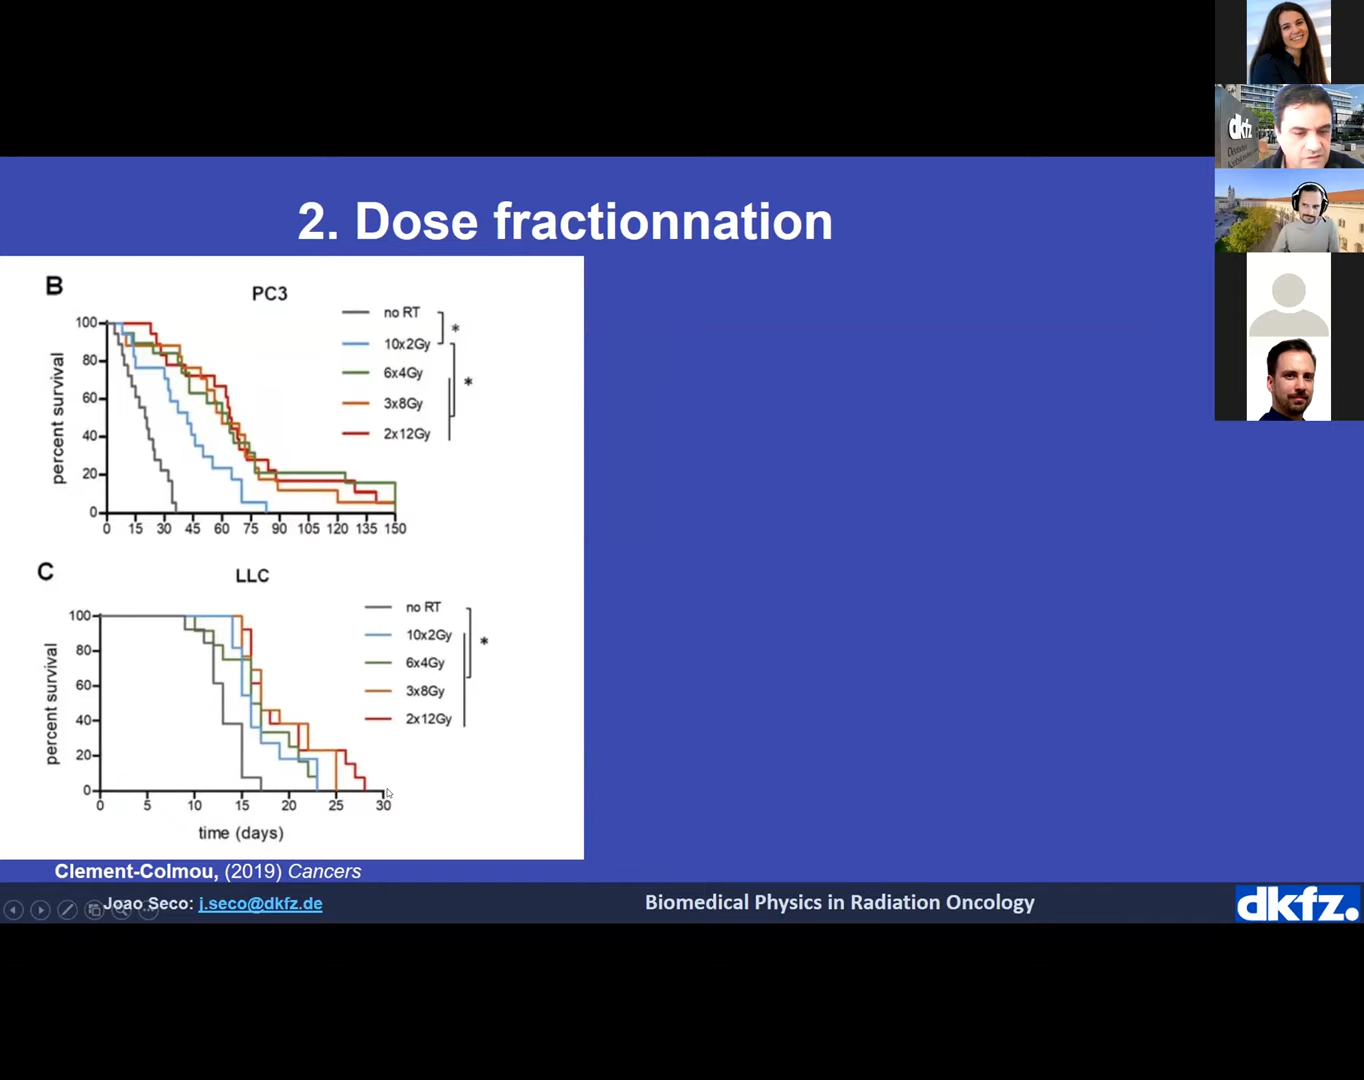 2. Dose fractionnation
B
PC3
no RT
*
10x2Gy
6x4Gy
*
3x8Gy
2x12Gy
percent survival
100
80
60
40
20
0
0 15 30 45 60 75 90 105 120 135 150
C
LLC
no RT
10x2Gy
*
6x4Gy
3x8Gy
2x12Gy
percent survival
100
80
60
40
20
0
0 5 10 15 20 25 30
time (days)
Clement-Colmou, (2019) Cancers
Joao Seco: j.seco@dkfz.de
Biomedical Physics in Radiation Oncology
dkfz.
dkfz